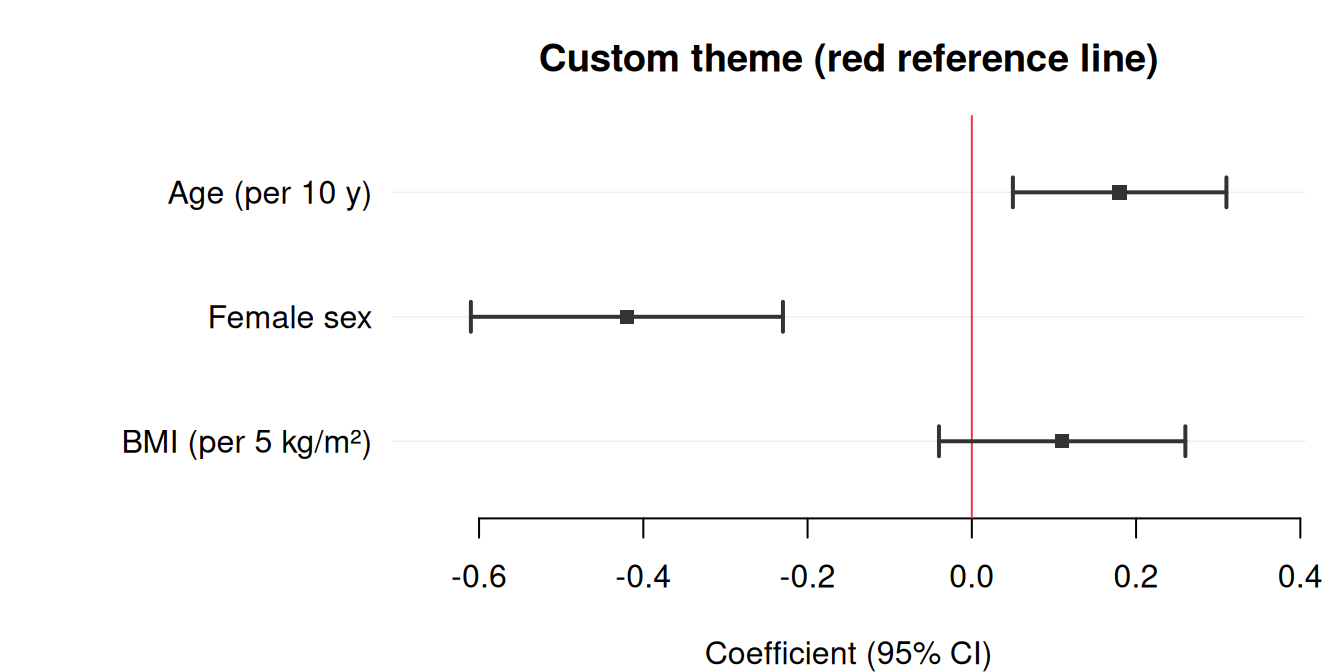 Custom theme (red reference line)
Age (per 10 y)
Female sex
BMI (per 5 kg/m²)
-0.6 -0.4 -0.2 0.0 0.2 0.4
Coefficient (95% CI)